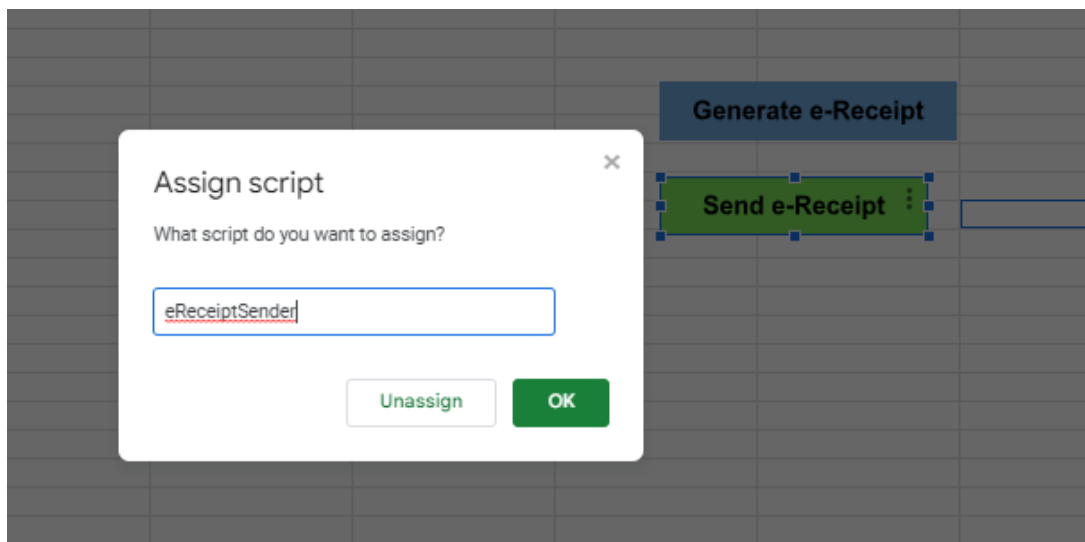 Generate e-Receipt
Assign script
Send e-Receipt
What script do you want to assign?
eReceiptSender
Unassign
OK